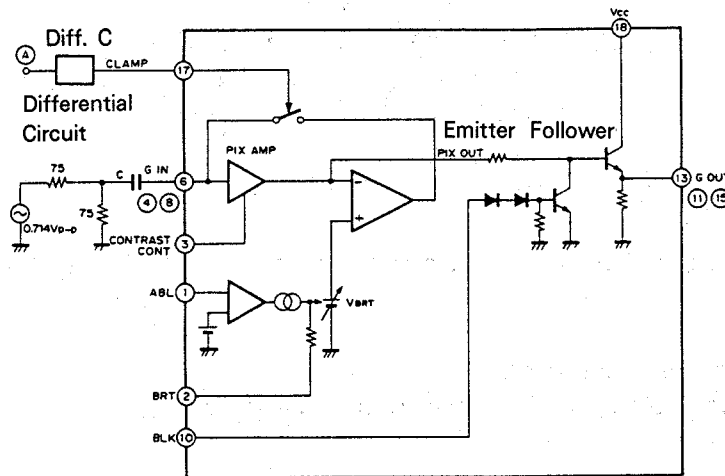 Vcc
18
A
Diff. C
CLAMP
17
Differential
Circuit
Emitter Follower
PIX AMP
PIX OUT
75
C
G IN
6
4 8
75
0.714Vp-p
13
G OUT
11 15
CONTRAST
CONT
3
ABL
1
VBRT
BRT
2
BLK
10
−
+